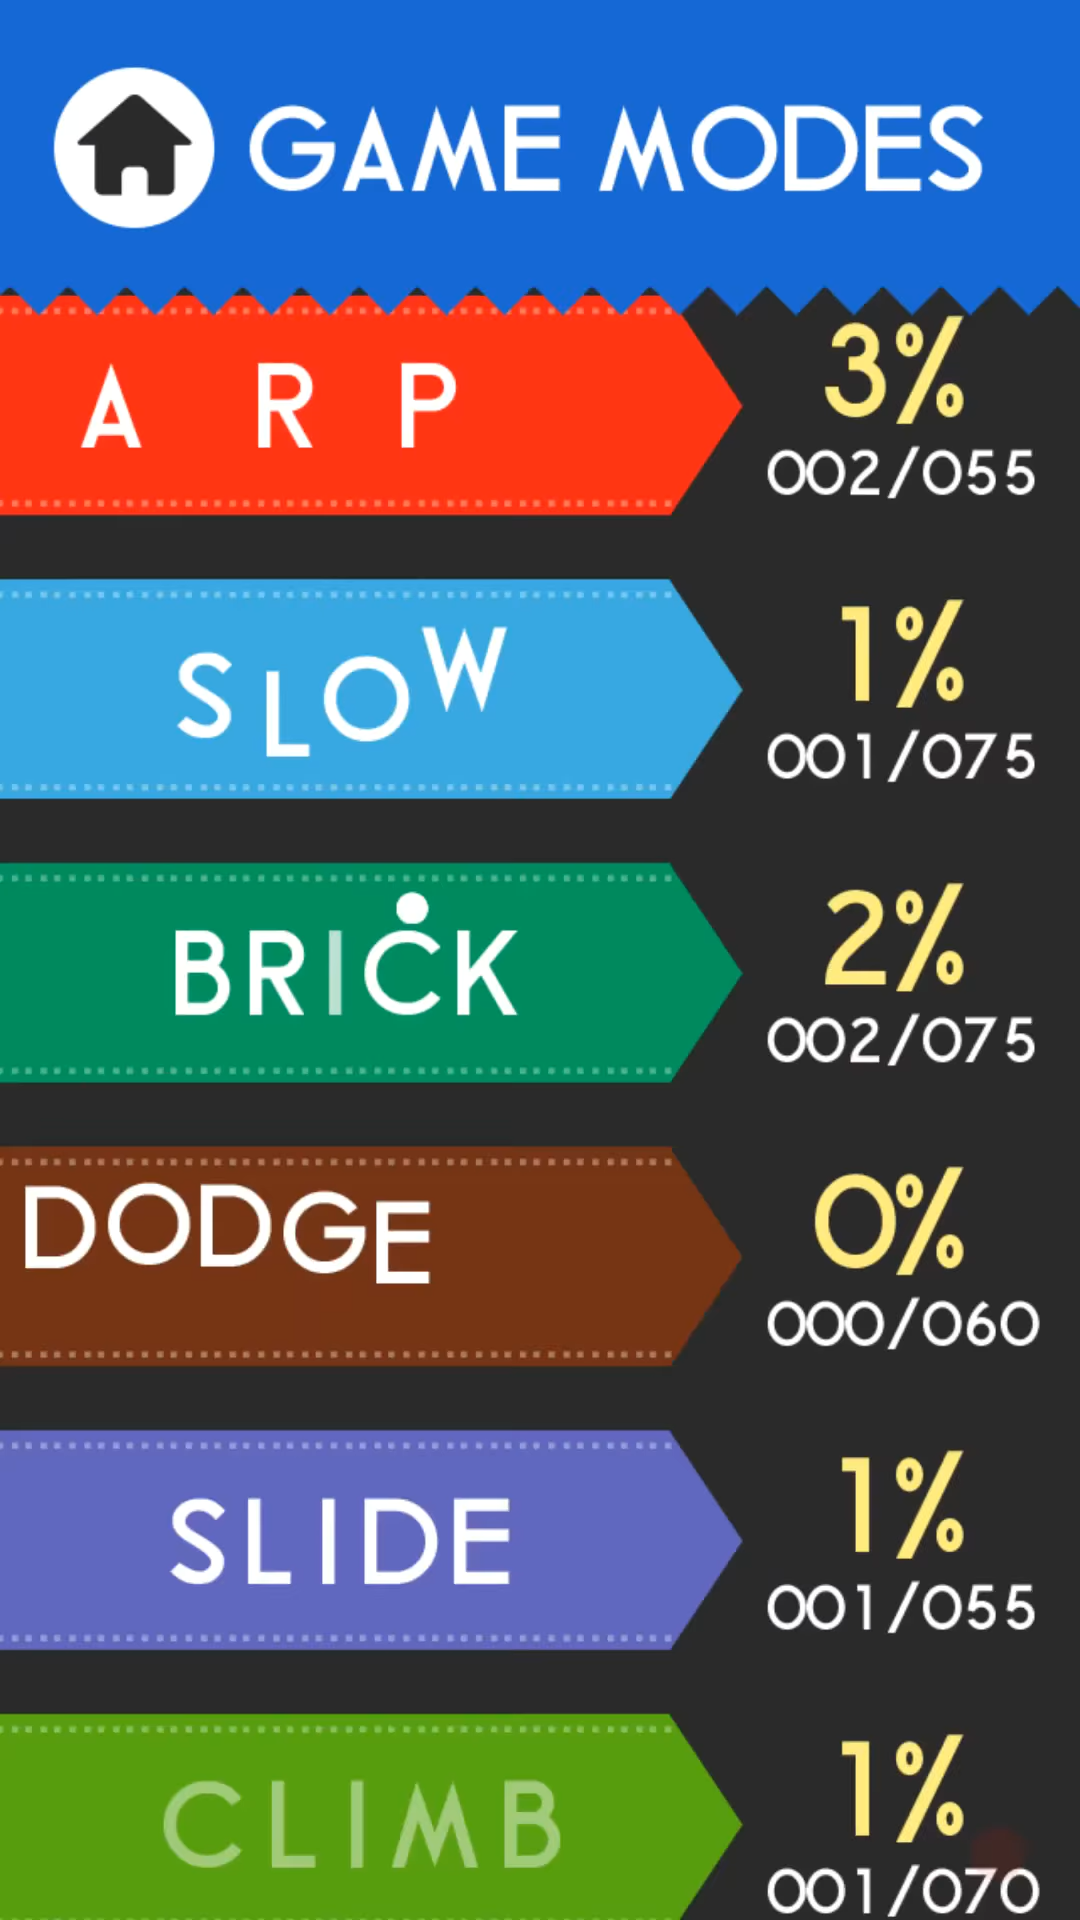 GAME MODES
A R P
3%
002/055
SLOW
1%
001/075
BRICK
2%
002/075
DODGE
0%
000/060
SLIDE
1%
001/055
CLIMB
1%
001/070